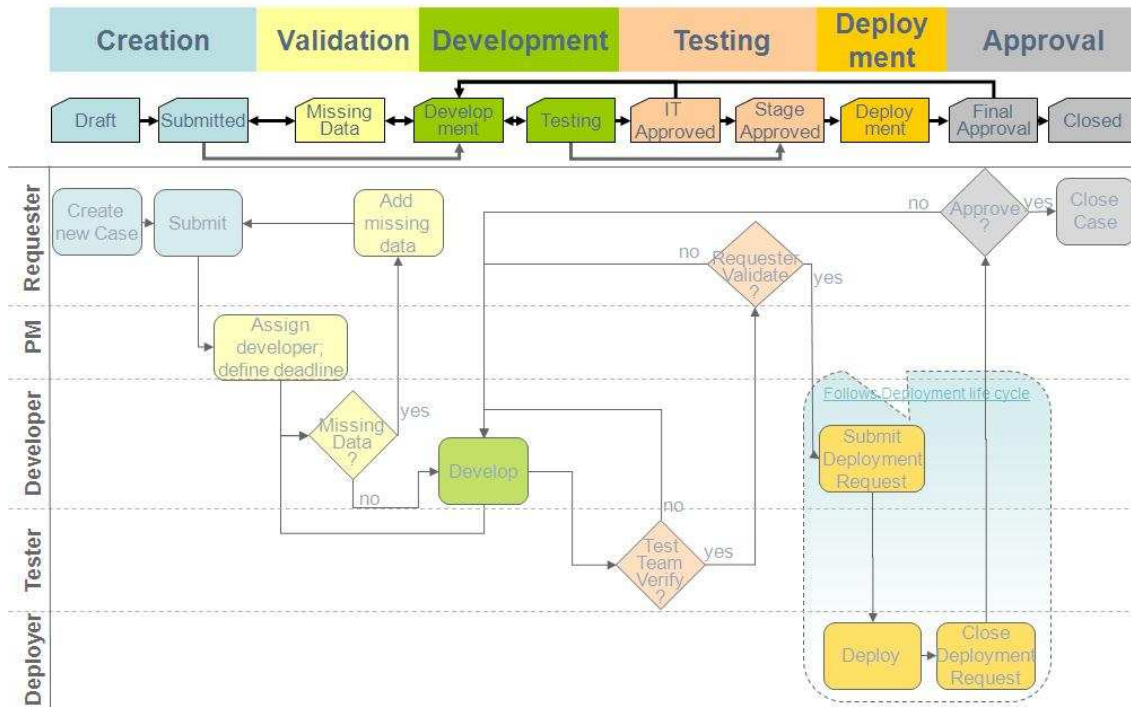 Creation
Validation
Development
Testing
Deploy
ment
Approval
Draft
Submitted
Missing
Data
Develop
ment
Testing
IT
Approved
Stage
Approved
Deploy
ment
Final
Approval
Closed
Requester
Create
new Case
Submit
Add
missing
data
no
Requester
Validate
?
yes
no
Approve
?
yes
Close
Case
PM
Assign
developer;
define deadline
Developer
Missing
Data
?
yes
no
Develop
no
Follows Deployment life cycle
Submit
Deployment
Request
Tester
Test
Team
Verify
?
yes
Deployer
Deploy
Close
Deployment
Request